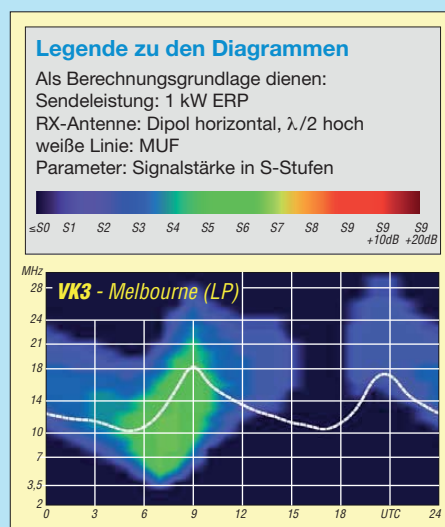 Legende zu den Diagrammen
Als Berechnungsgrundlage dienen:
Sendeleistung: 1 kW ERP
RX-Antenne: Dipol horizontal, λ/2 hoch
weiße Linie: MUF
Parameter: Signalstärke in S-Stufen
≤S0 S1 S2 S3 S4 S5 S6 S7 S8 S9 S9 S9
+10dB +20dB
MHz
VK3 - Melbourne (LP)
28
24
21
18
14
10
7
3,5
2
0 3 6 9 12 15 18 UTC 24